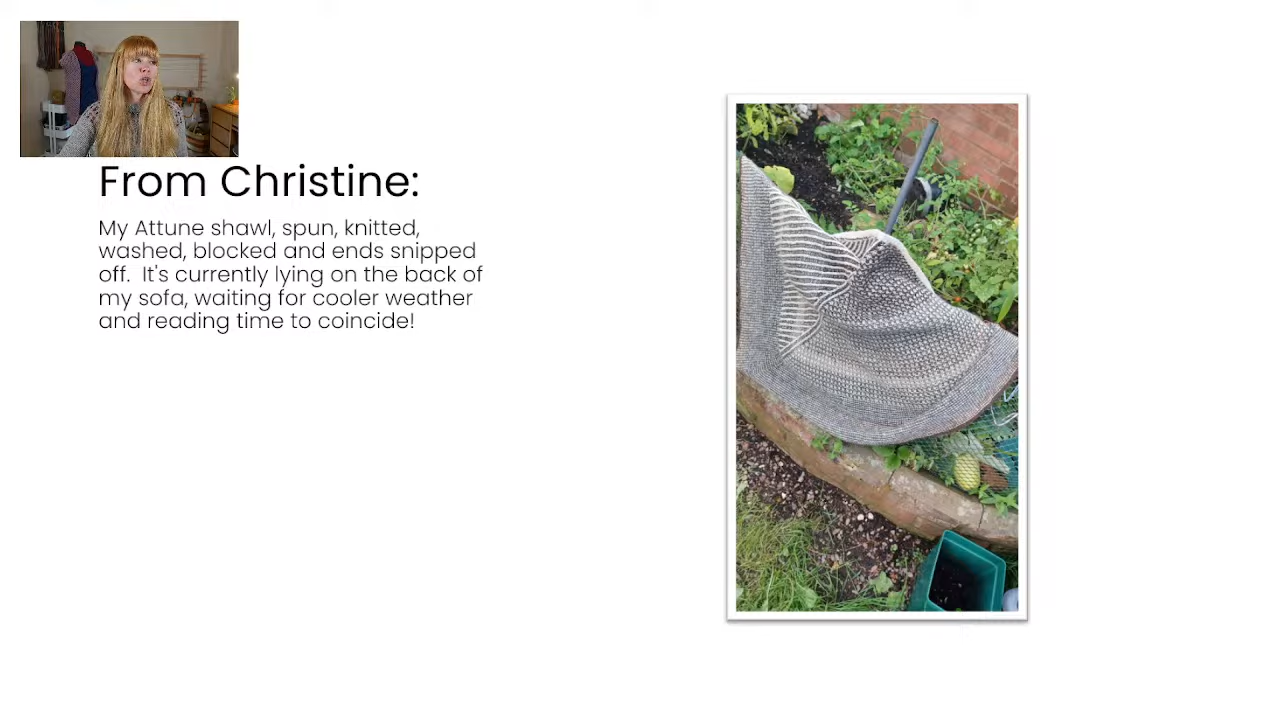 From Christine:
My Attune shawl, spun, knitted,
washed, blocked and ends snipped
off.  It's currently lying on the back of
my sofa, waiting for cooler weather
and reading time to coincide!